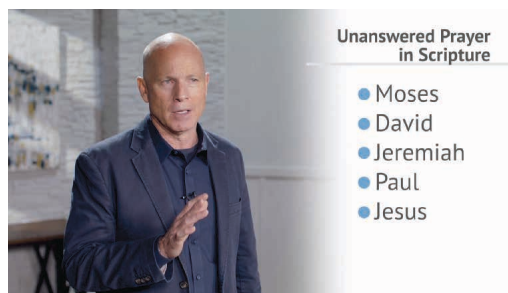 Unanswered Prayer
in Scripture
Moses
David
Jeremiah
Paul
Jesus